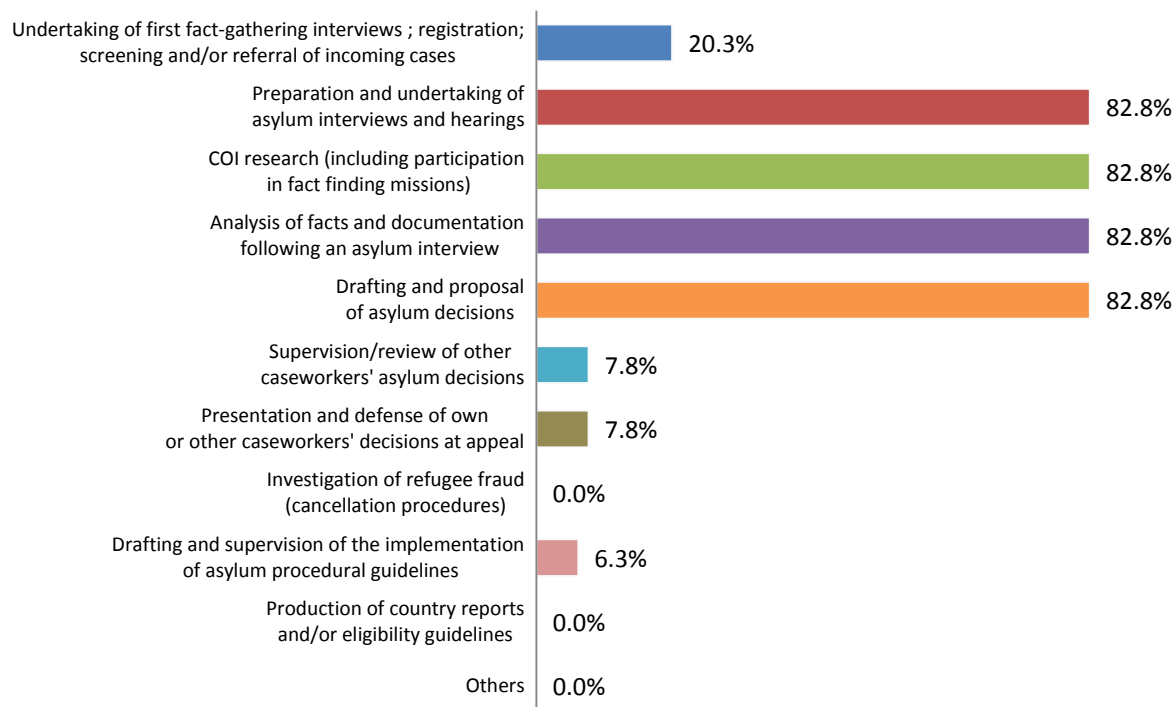 Undertaking of first fact-gathering interviews ; registration;
screening and/or referral of incoming cases
20.3%
Preparation and undertaking of
asylum interviews and hearings
82.8%
COI research (including participation
in fact finding missions)
82.8%
Analysis of facts and documentation
following an asylum interview
82.8%
Drafting and proposal
of asylum decisions
82.8%
Supervision/review of other
caseworkers' asylum decisions
7.8%
Presentation and defense of own
or other caseworkers' decisions at appeal
7.8%
Investigation of refugee fraud
(cancellation procedures)
0.0%
Drafting and supervision of the implementation
of asylum procedural guidelines
6.3%
Production of country reports
and/or eligibility guidelines
0.0%
Others
0.0%